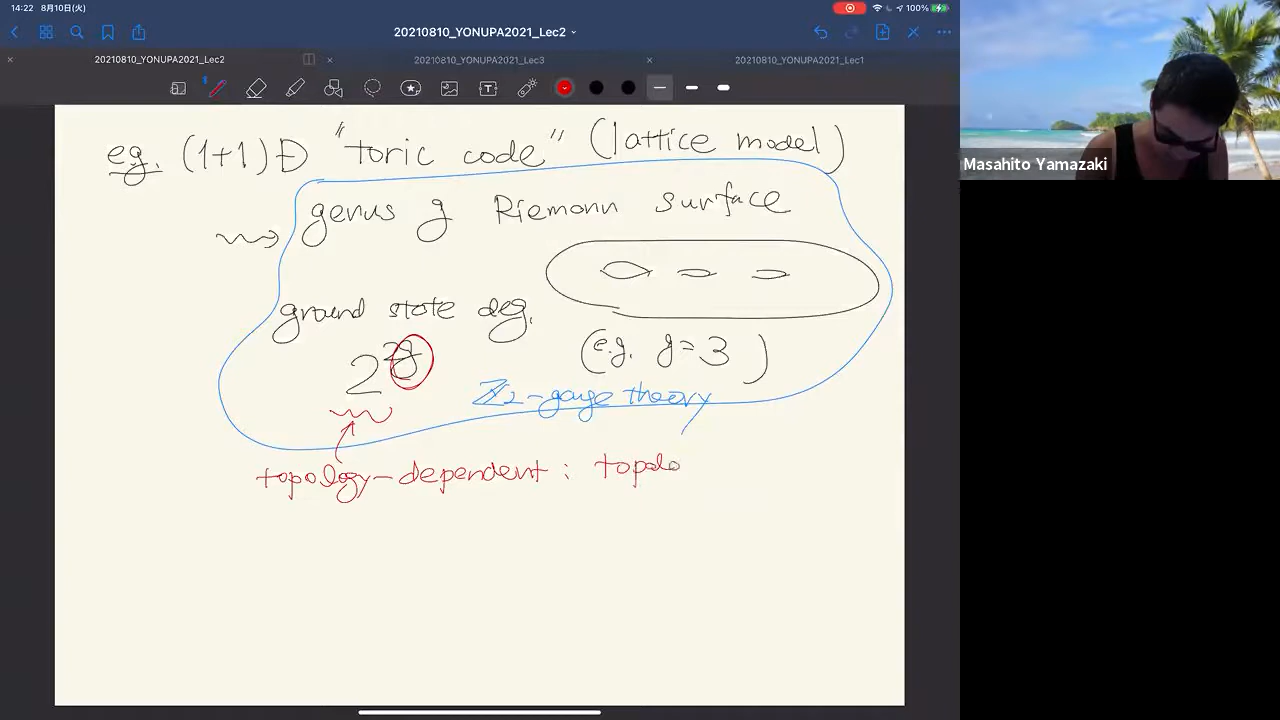 14:22 8月10日(火)
100%
20210810_YONUPA2021_Lec2
20210810_YONUPA2021_Lec2
20210810_YONUPA2021_Lec3
20210810_YONUPA2021_Lec1
e.g. (1+1)D "toric code" (lattice model)
genus g Riemann surface
ground state deg.
2^2g
(e.g. g=3)
Z2-gauge theory
topology-dependent : topolo
Masahito Yamazaki